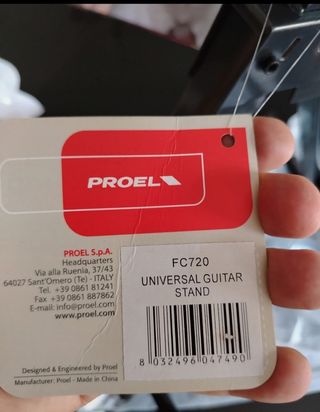 PROEL
PROEL S.p.A.
Headquarters
Via alla Ruenia, 37/43
64027 Sant'Omero (Te) - ITALY
Tel. +39 0861 81241
Fax +39 0861 887862
E-mail: info@proel.com
www.proel.com
FC720
UNIVERSAL GUITAR
STAND
8 032496 047490
Designed & Engineered by Proel
Manufacturer: Proel - Made in China